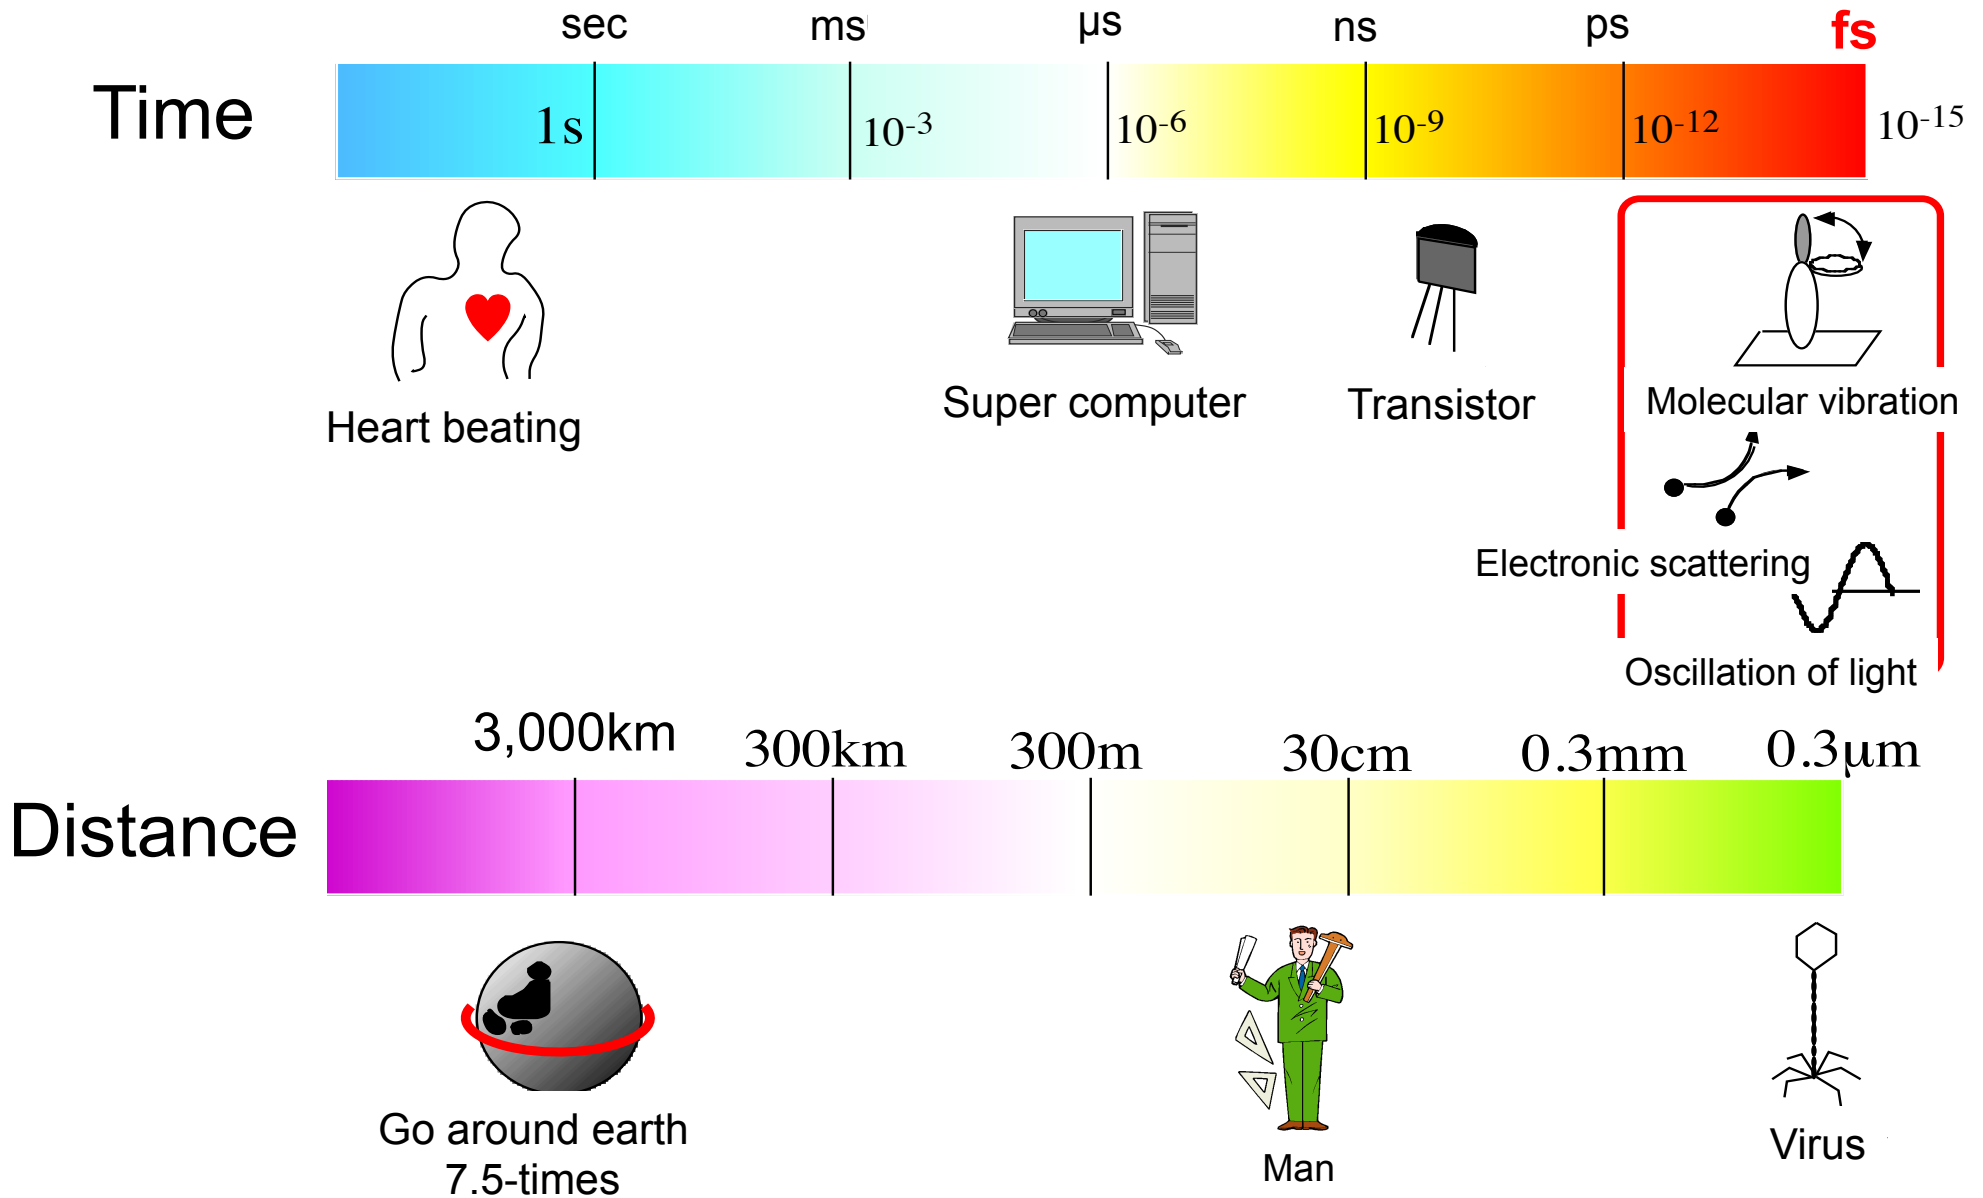 sec ms µs ns ps fs
Time
1s 10-3 10-6 10-9 10-12 10-15
Heart beating
Super computer
Transistor
Molecular vibration
Electronic scattering
Oscillation of light
3,000km 300km 300m 30cm 0.3mm 0.3µm
Distance
Go around earth
7.5-times
Man
Virus